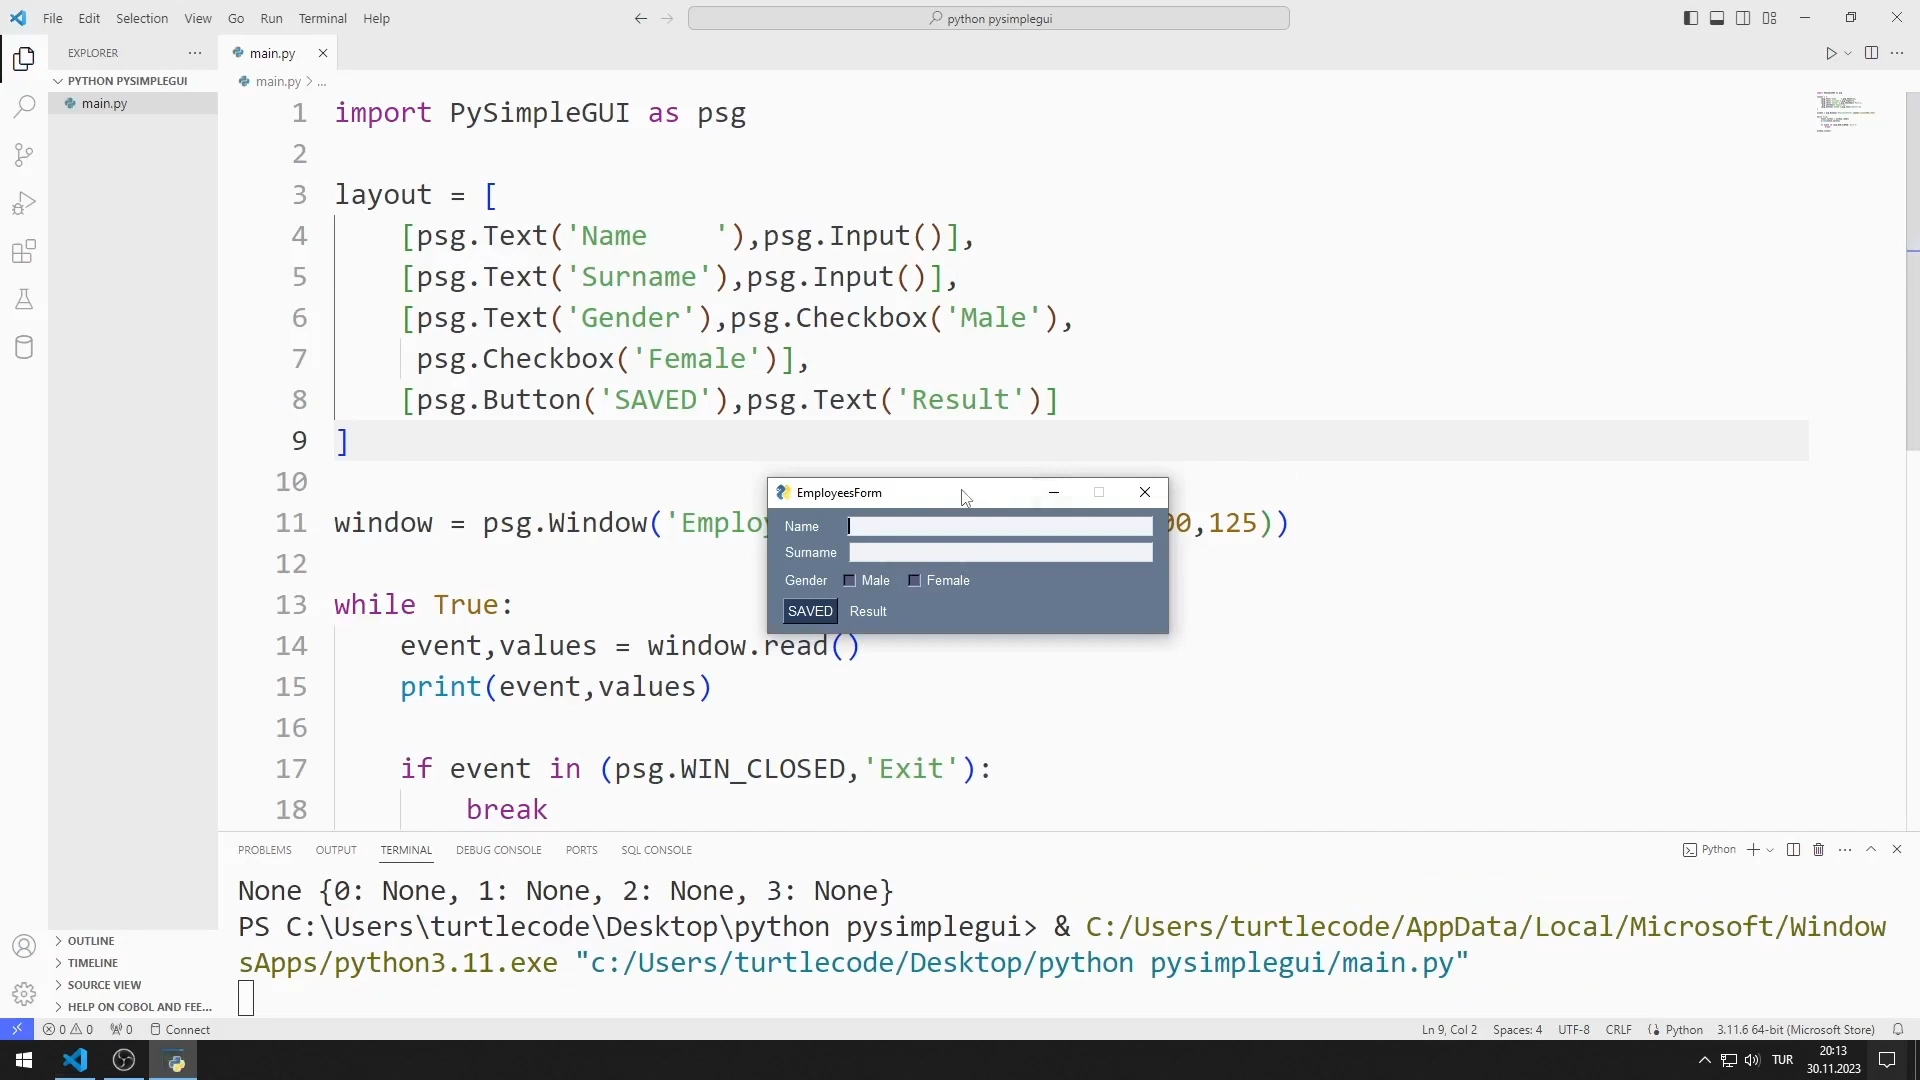 File Edit Selection View Go Run Terminal Help
python pysimplegui
EXPLORER
main.py
PYTHON PYSIMPLEGUI
main.py
main.py > ...
1 import PySimpleGUI as psg
2
3 layout = [
4 [psg.Text('Name    '),psg.Input()],
5 [psg.Text('Surname'),psg.Input()],
6 [psg.Text('Gender'),psg.Checkbox('Male'),
7 psg.Checkbox('Female')],
8 [psg.Button('SAVED'),psg.Text('Result')]
9 ]
10
11 window = psg.Window('Emplo 00,125))
12
13 while True:
14 event,values = window.read()
15 print(event,values)
16
17 if event in (psg.WIN_CLOSED,'Exit'):
18 break
EmployeesForm
Name
Surname
Gender Male Female
SAVED Result
PROBLEMS OUTPUT TERMINAL DEBUG CONSOLE PORTS SQL CONSOLE
Python
None {0: None, 1: None, 2: None, 3: None}
PS C:\Users\turtlecode\Desktop\python pysimplegui> & C:/Users/turtlecode/AppData/Local/Microsoft/Window
sApps/python3.11.exe "c:/Users/turtlecode/Desktop/python pysimplegui/main.py"
OUTLINE
TIMELINE
SOURCE VIEW
HELP ON COBOL AND FEE...
0 0 0 Connect
Ln 9, Col 2 Spaces: 4 UTF-8 CRLF Python 3.11.6 64-bit (Microsoft Store)
TUR
20:13
30.11.2023